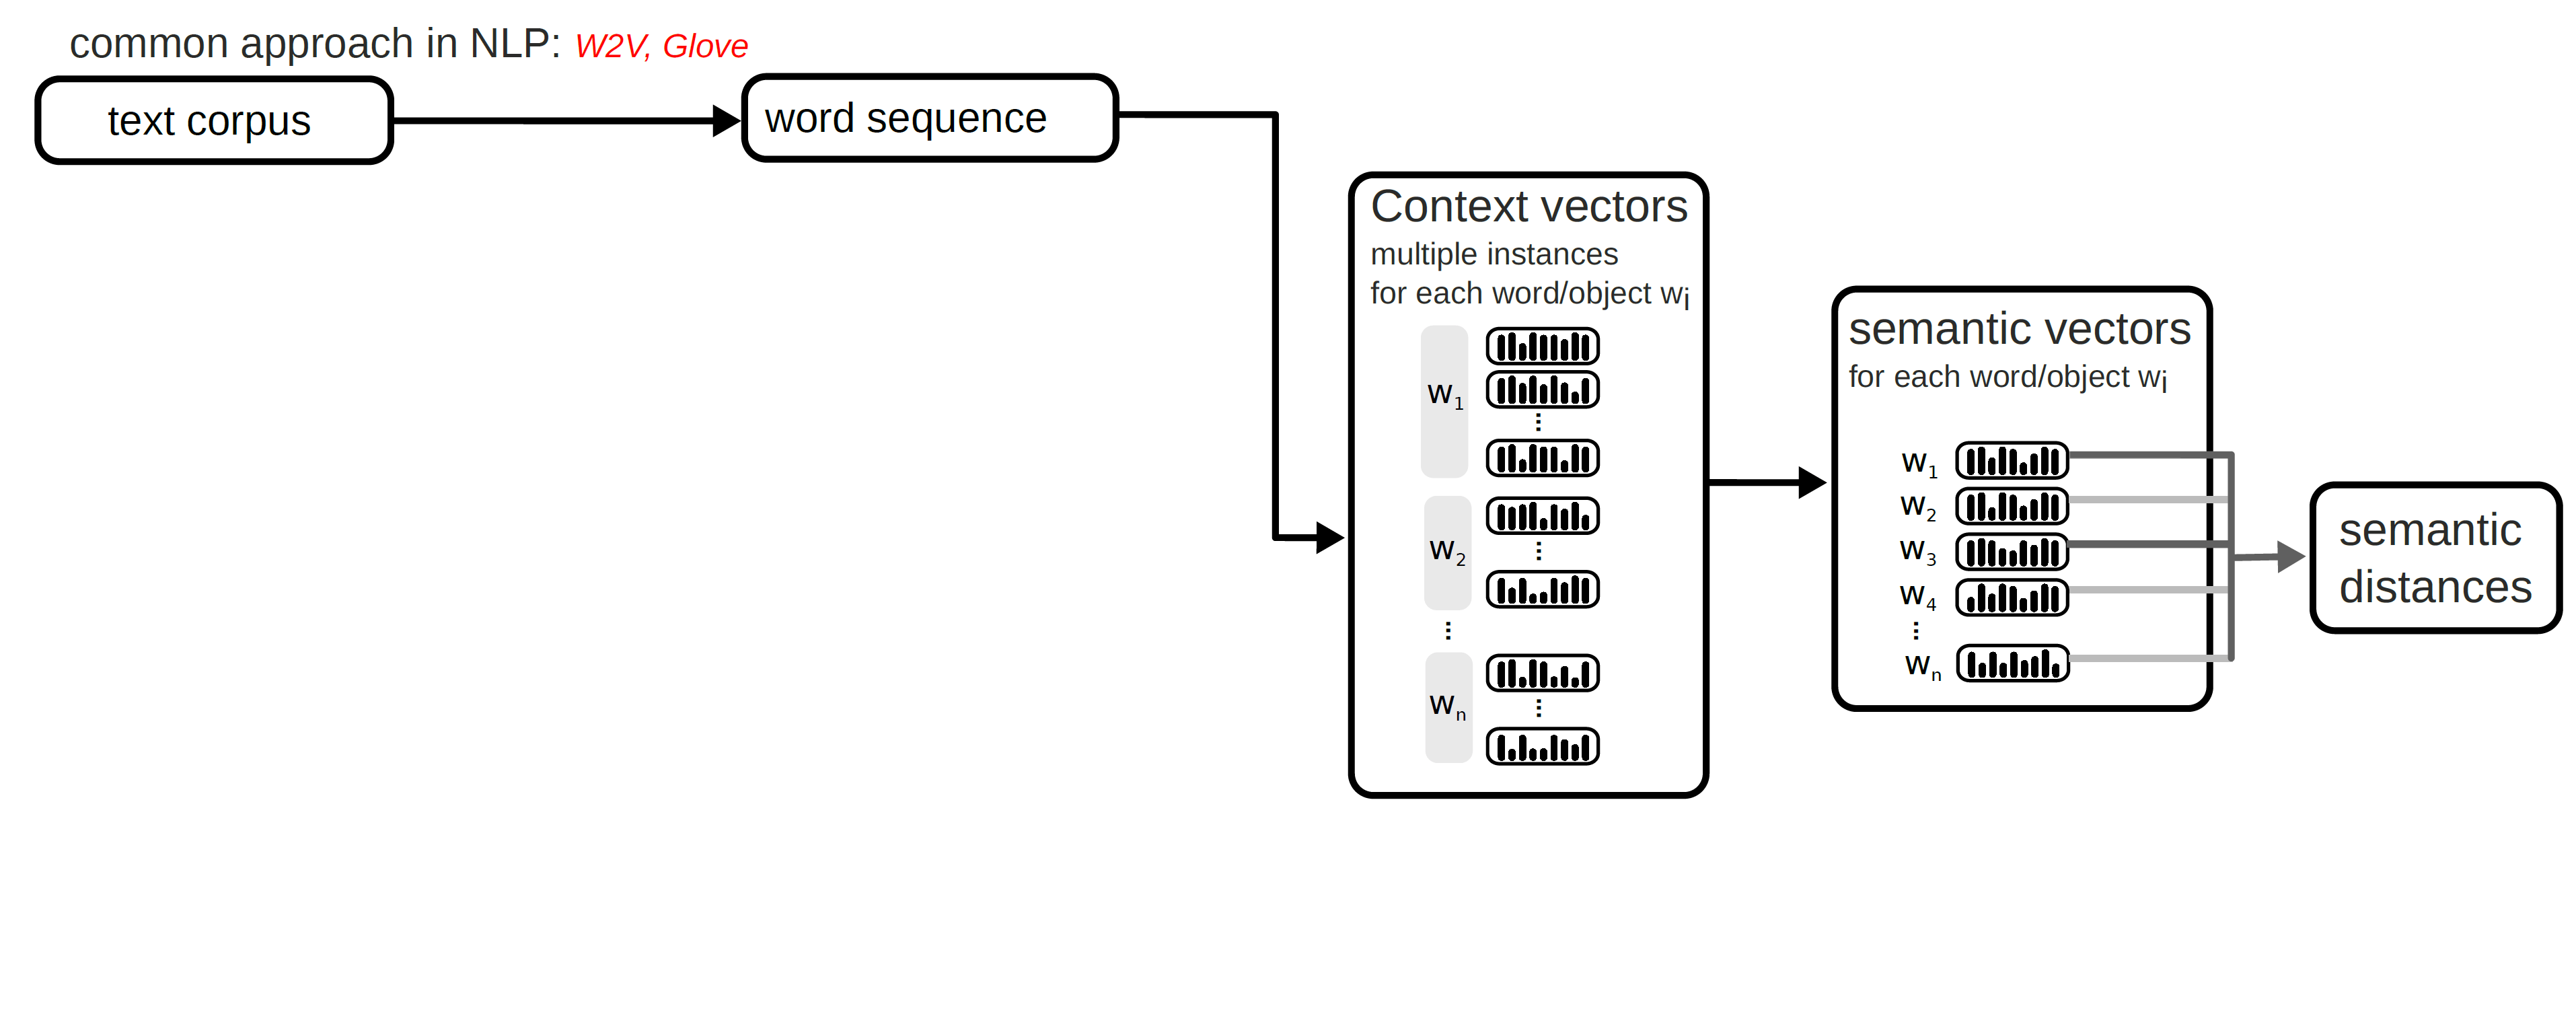 common approach in NLP: W2V, Glove
text corpus
word sequence
Context vectors
multiple instances
for each word/object wi
w1
w2
⋮
wn
semantic vectors
for each word/object wi
w1
w2
w3
w4
⋮
wn
semantic
distances